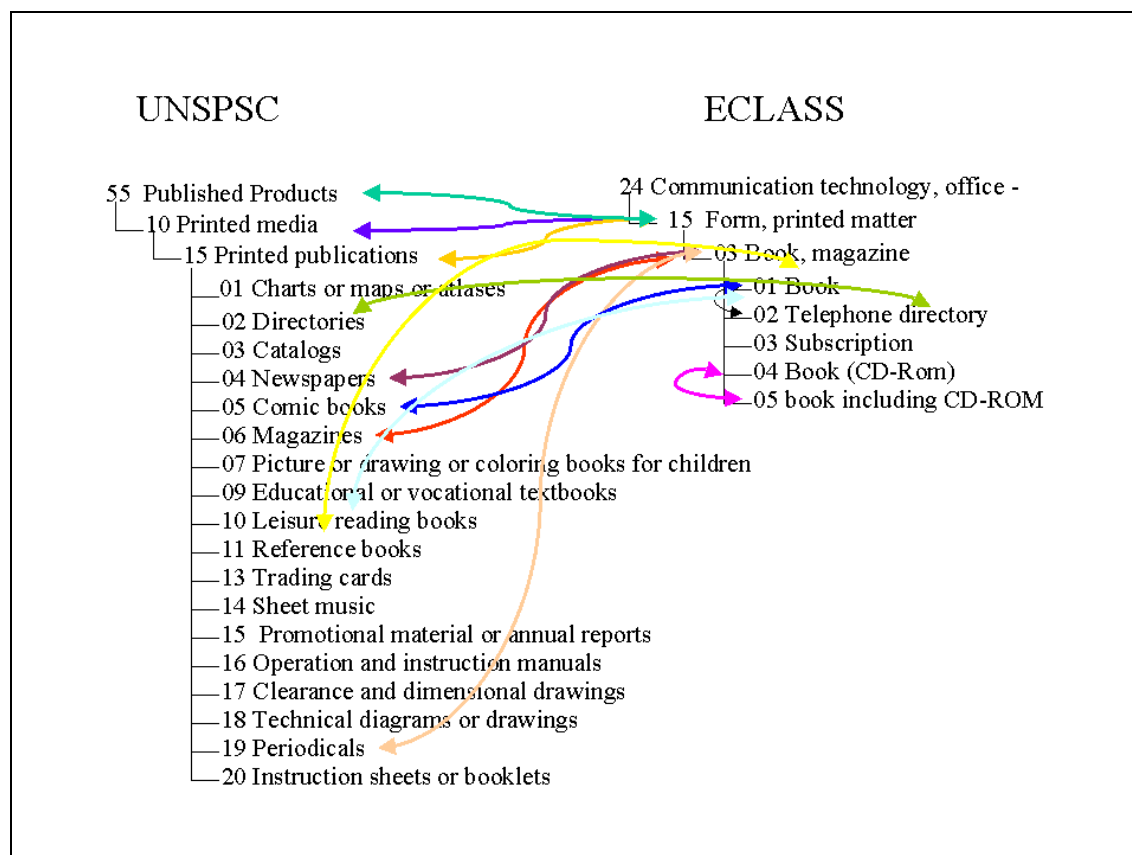 UNSPSC
55 Published Products
10 Printed media
15 Printed publications
01 Charts or maps or atlases
02 Directories
03 Catalogs
04 Newspapers
05 Comic books
06 Magazines
07 Picture or drawing or coloring books for children
09 Educational or vocational textbooks
10 Leisure reading books
11 Reference books
13 Trading cards
14 Sheet music
15 Promotional material or annual reports
16 Operation and instruction manuals
17 Clearance and dimensional drawings
18 Technical diagrams or drawings
19 Periodicals
20 Instruction sheets or booklets
ECLASS
24 Communication technology, office -
15 Form, printed matter
03 Book, magazine
01 Book
02 Telephone directory
03 Subscription
04 Book (CD-Rom)
05 book including CD-ROM